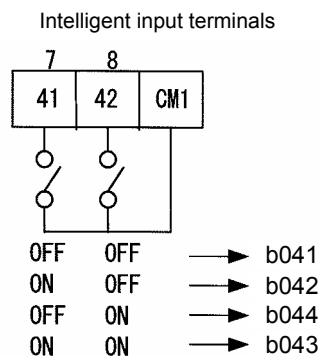 Intelligent input terminals
7 8
41 42 CM1
OFF OFF b041
ON OFF b042
OFF ON b044
ON ON b043